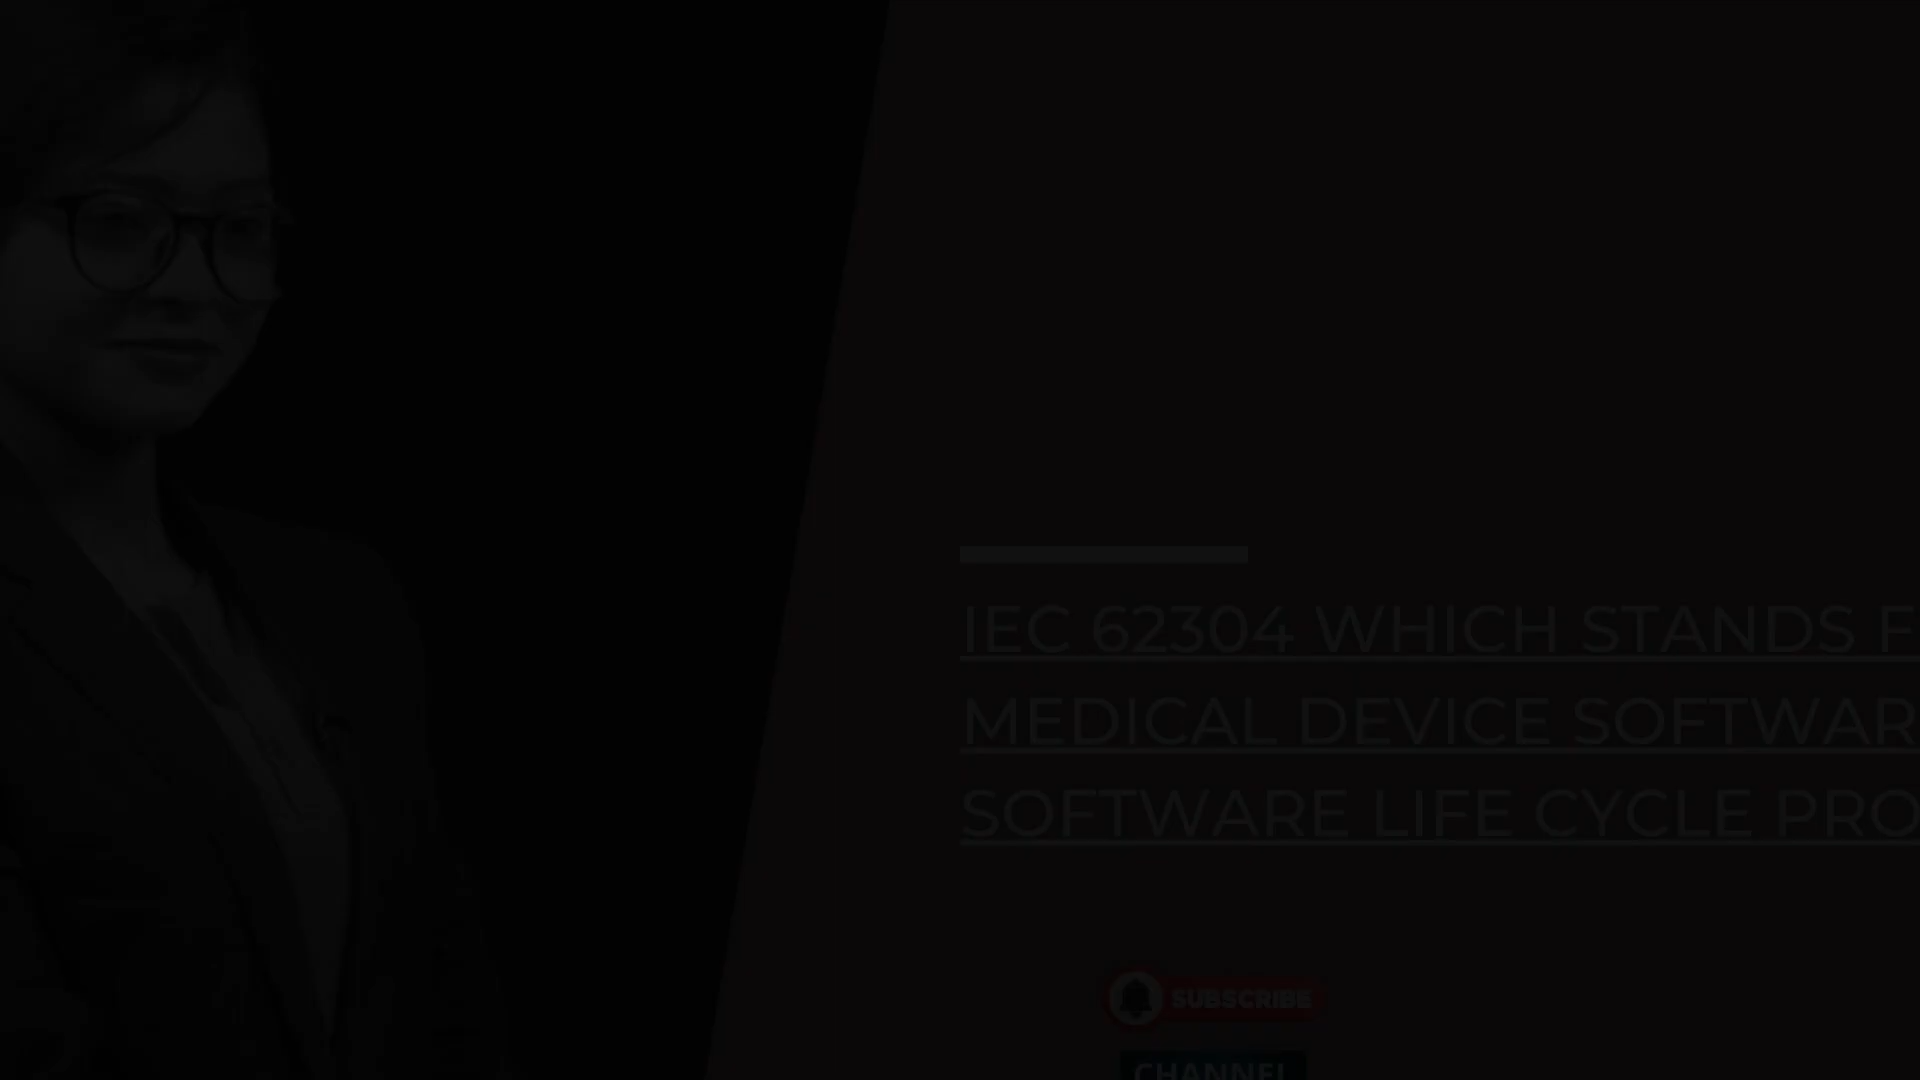 IEC 62304 WHICH STANDS F
MEDICAL DEVICE SOFTWAR
SOFTWARE LIFE CYCLE PRO
SUBSCRIBE
CHANNEL